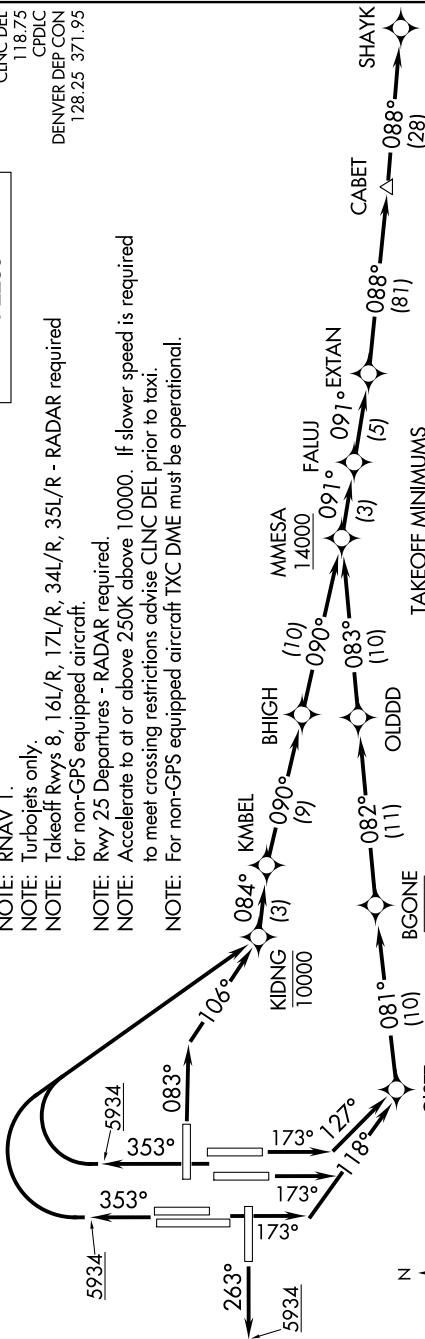 CLNC DEL
118.75
CPDLC
DENVER DEP CON
128.25 371.95
NOTE: RNAV 1.
NOTE: Turbojets only.
NOTE: Takeoff Rwys 8, 16L/R, 17L/R, 34L/R, 35L/R - RADAR required
for non-GPS equipped aircraft.
NOTE: Rwy 25 Departures - RADAR required.
NOTE: Accelerate to at or above 250K above 10000. If slower speed is required
to meet crossing restrictions advise CLNC DEL prior to taxi.
NOTE: For non-GPS equipped aircraft TXC DME must be operational.
SHAYK
088°
(28)
CABET
088°
(81)
EXTAN
091°
(5)
FALUJ
091°
(3)
MMESA
14000
090°
(10)
BHIGH
090°
(9)
KMBEL
084°
(3)
KIDNG
10000
106°
083°
083°
(10)
OLDDD
082°
(11)
BGONE
081°
(10)
127°
118°
173°
173°
173°
353°
353°
5934
5934
263°
5934
N
TAKEOFF MINIMUMS